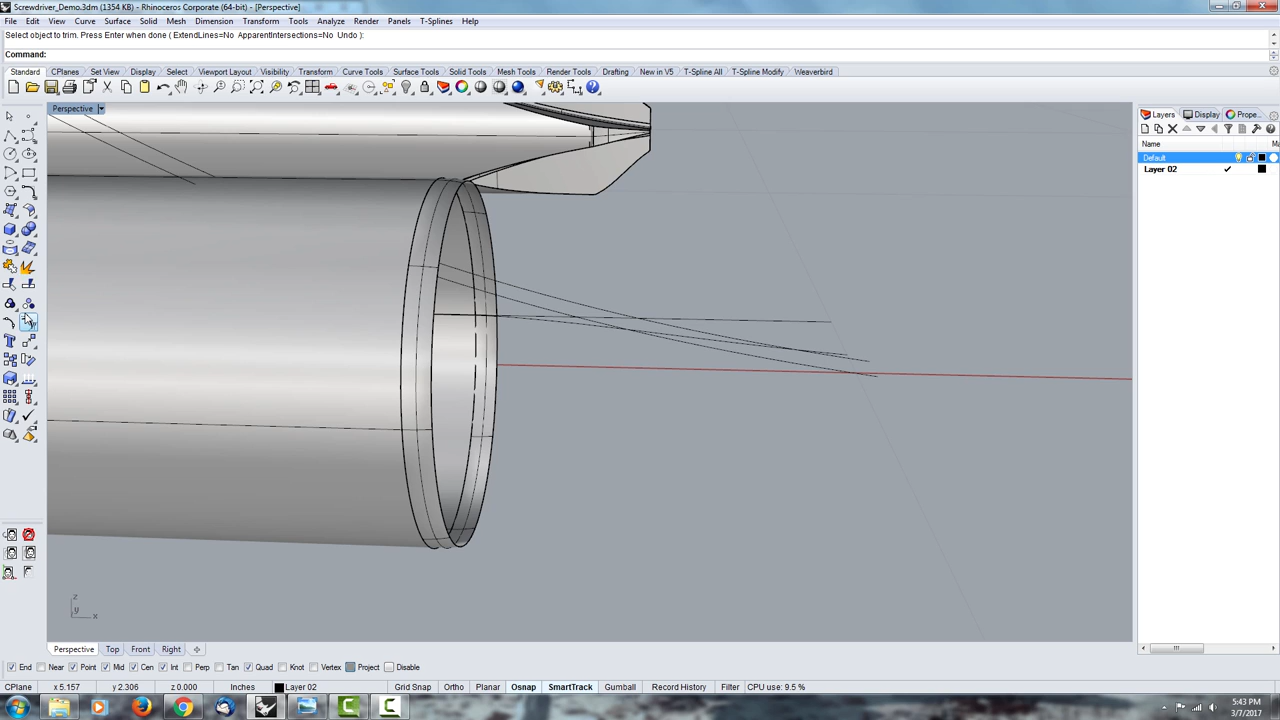 Screwdriver_Demo.3dm (1354 KB) - Rhinoceros Corporate (64-bit) - [Perspective]
File Edit View Curve Surface Solid Mesh Dimension Transform Tools Analyze Render Panels T-Splines Help
Select object to trim. Press Enter when done ( ExtendLines=No ApparentIntersections=No Undo ):
Command:
Standard CPlanes Set View Display Select Viewport Layout Visibility Transform Curve Tools Surface Tools Solid Tools Mesh Tools Render Tools Drafting New in V5 T-Spline All T-Spline Modify Weaverbird
Perspective
Layers Display Prope...
Name M
Default
Layer 02
z
y x
Perspective Top Front Right
End Near Point Mid Cen Int Perp Tan Quad Knot Vertex Project Disable
CPlane x 5.157 y 2.306 z 0.000 Inches Layer 02 Grid Snap Ortho Planar Osnap SmartTrack Gumball Record History Filter CPU use: 9.5 %
5:43 PM
3/7/2017